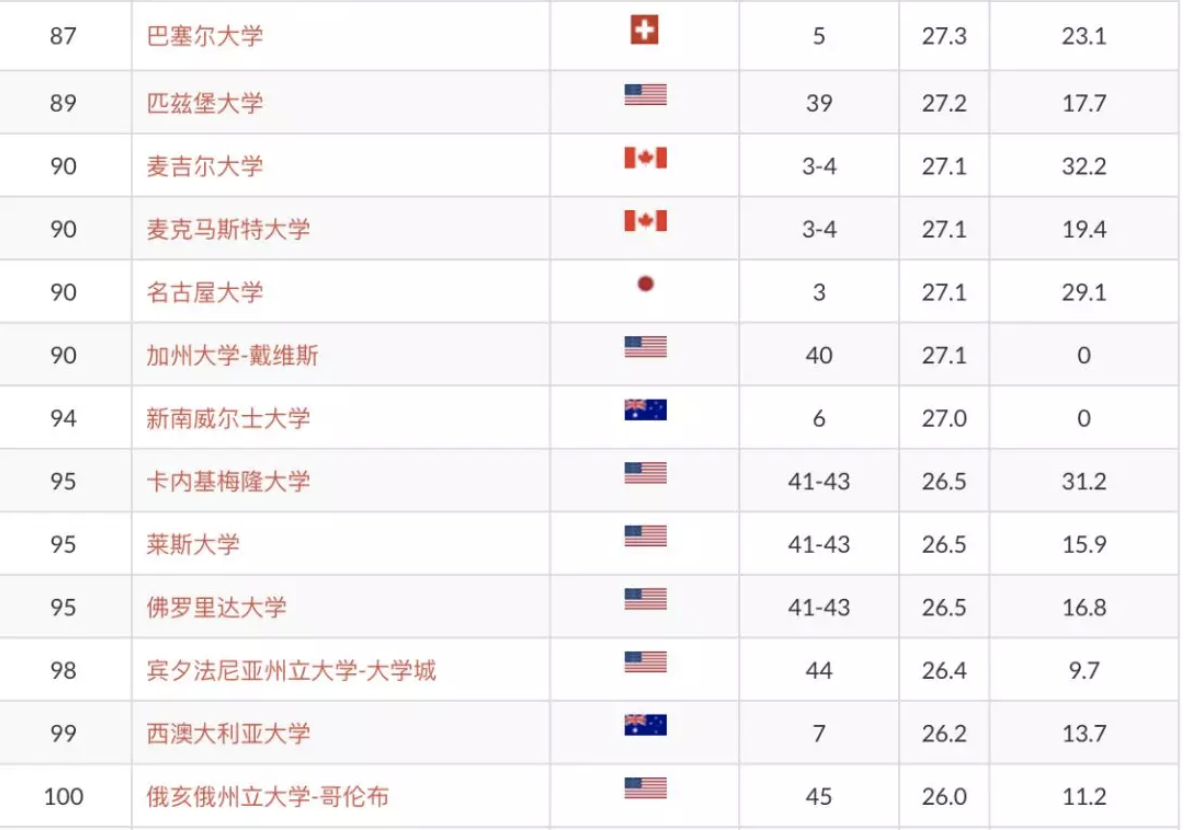 87 巴塞尔大学 5 27.3 23.1
89 匹兹堡大学 39 27.2 17.7
90 麦吉尔大学 3-4 27.1 32.2
90 麦克马斯特大学 3-4 27.1 19.4
90 名古屋大学 3 27.1 29.1
90 加州大学-戴维斯 40 27.1 0
94 新南威尔士大学 6 27.0 0
95 卡内基梅隆大学 41-43 26.5 31.2
95 莱斯大学 41-43 26.5 15.9
95 佛罗里达大学 41-43 26.5 16.8
98 宾夕法尼亚州立大学-大学城 44 26.4 9.7
99 西澳大利亚大学 7 26.2 13.7
100 俄亥俄州立大学-哥伦布 45 26.0 11.2